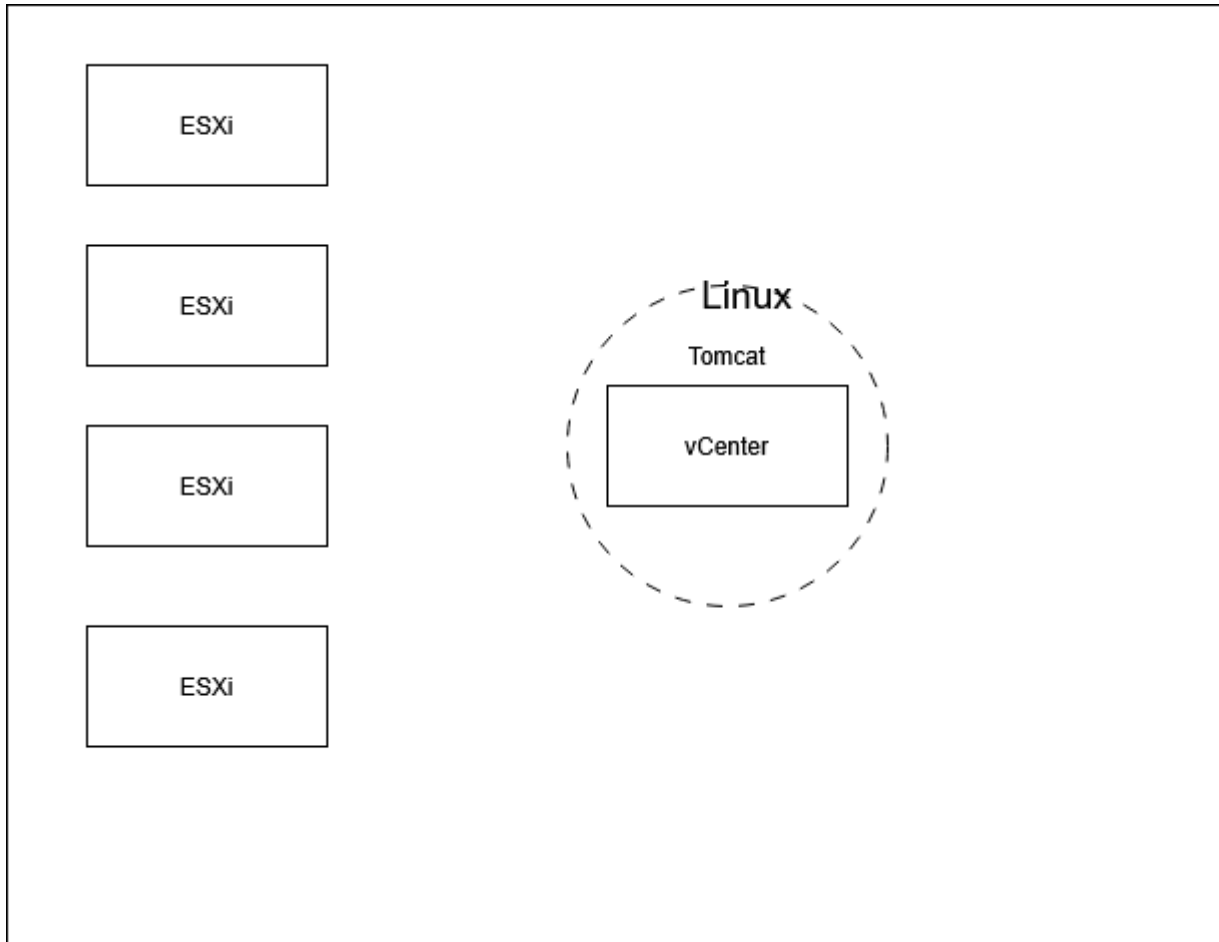 ESXi
ESXi
ESXi
ESXi
Linux
Tomcat
vCenter